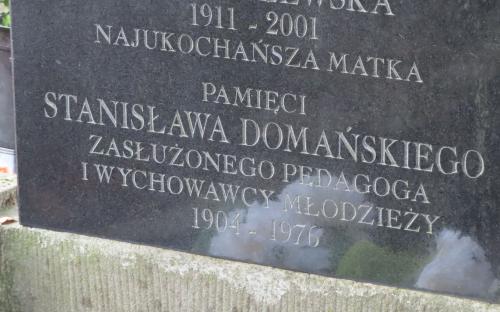 1911 - 2001
NAJUKOCHAŃSZA MATKA
PAMIĘCI
STANISŁAWA DOMAŃSKIEGO
ZASŁUŻONEGO PEDAGOGA
I WYCHOWAWCY MŁODZIEŻY
1904 - 1976